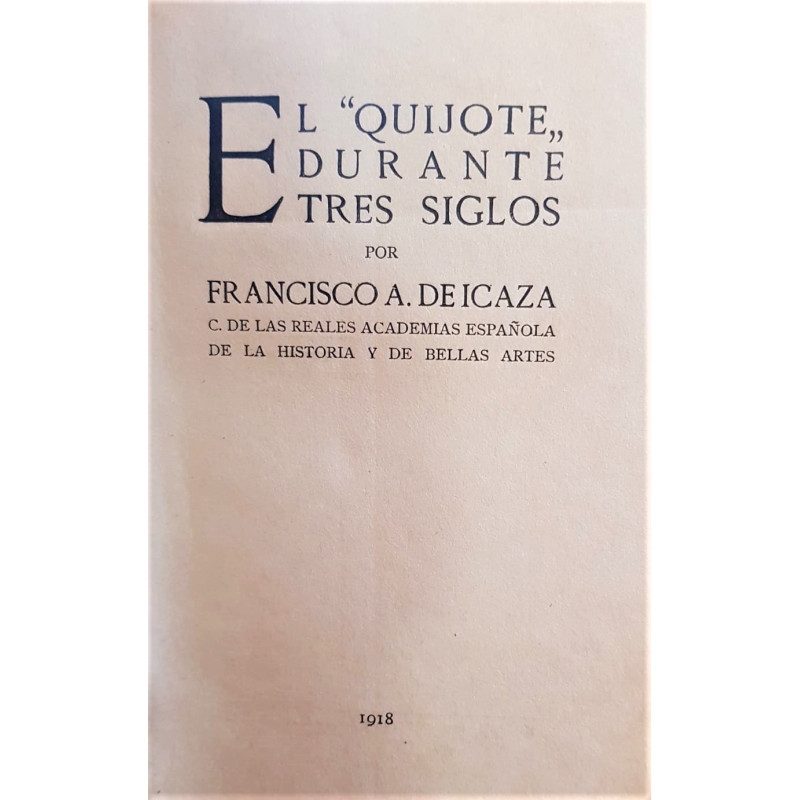 EL “QUIJOTE„
DURANTE
TRES SIGLOS
POR
FRANCISCO A. DE ICAZA
C. DE LAS REALES ACADEMIAS ESPAÑOLA
DE LA HISTORIA Y DE BELLAS ARTES
1918